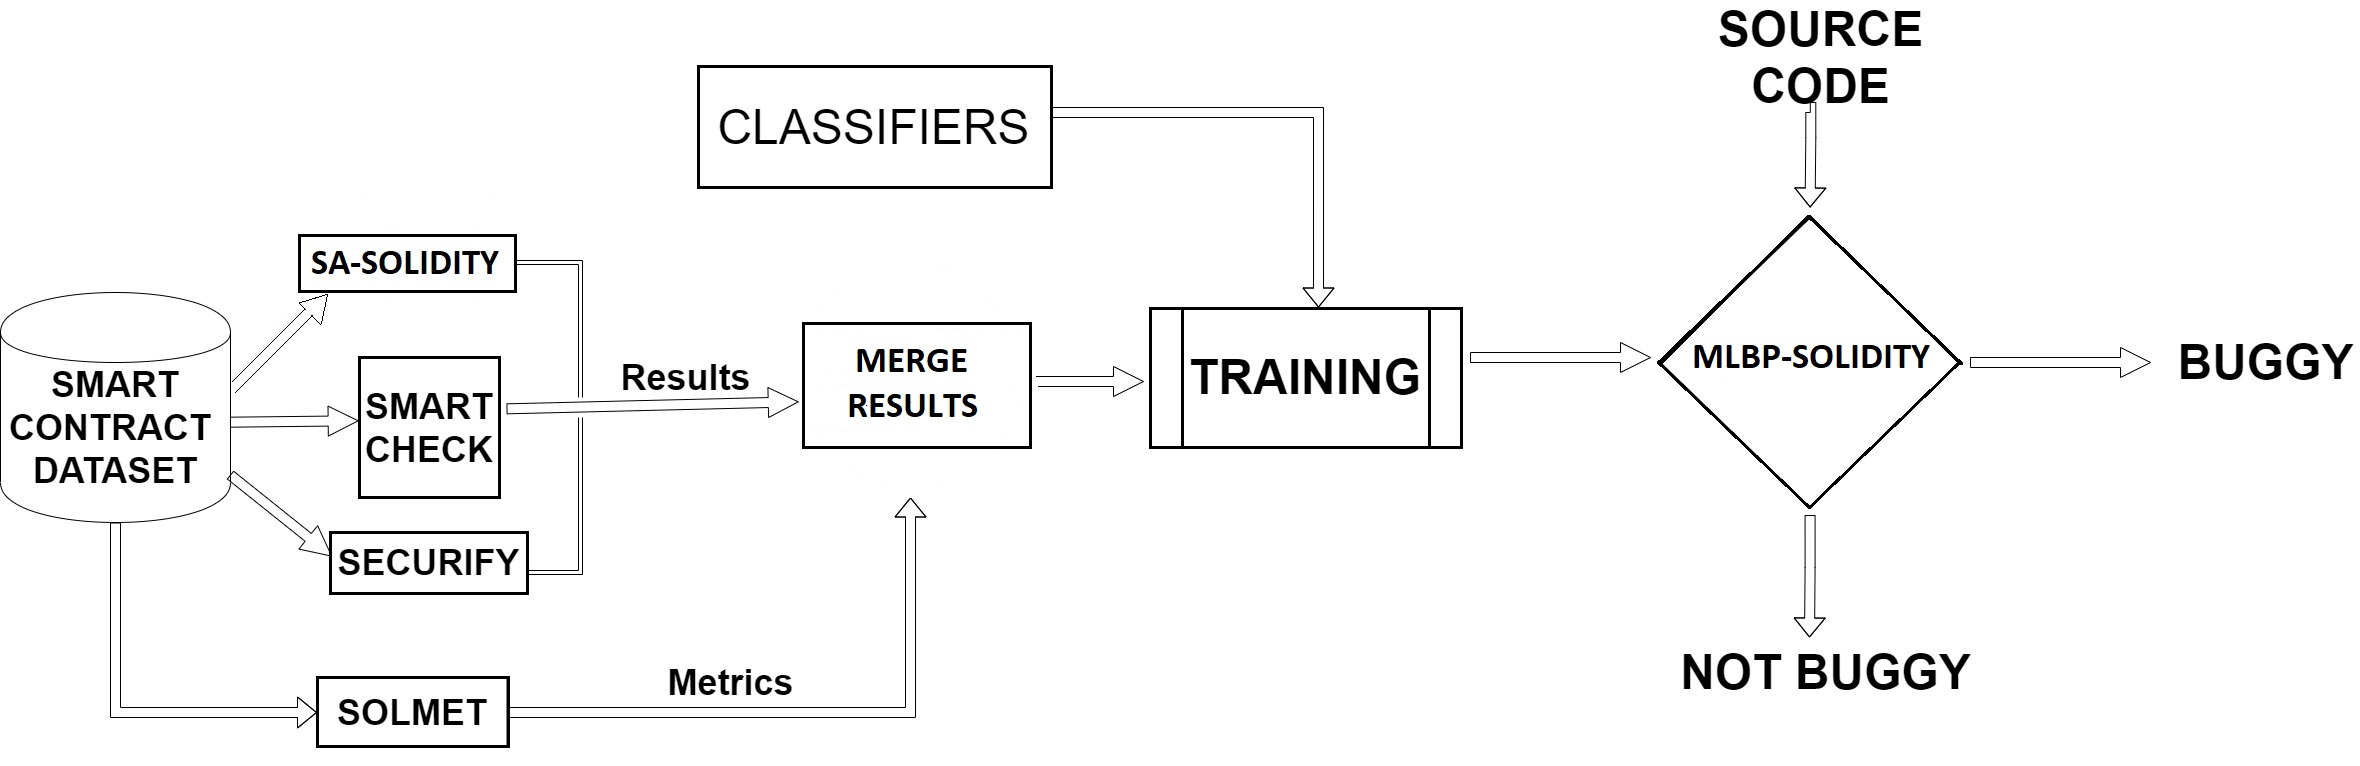 SOURCE
CODE
CLASSIFIERS
SA-SOLIDITY
SMART
CONTRACT
DATASET
SMART
CHECK
Results
MERGE
RESULTS
TRAINING
MLBP-SOLIDITY
BUGGY
SECURIFY
NOT BUGGY
SOLMET
Metrics